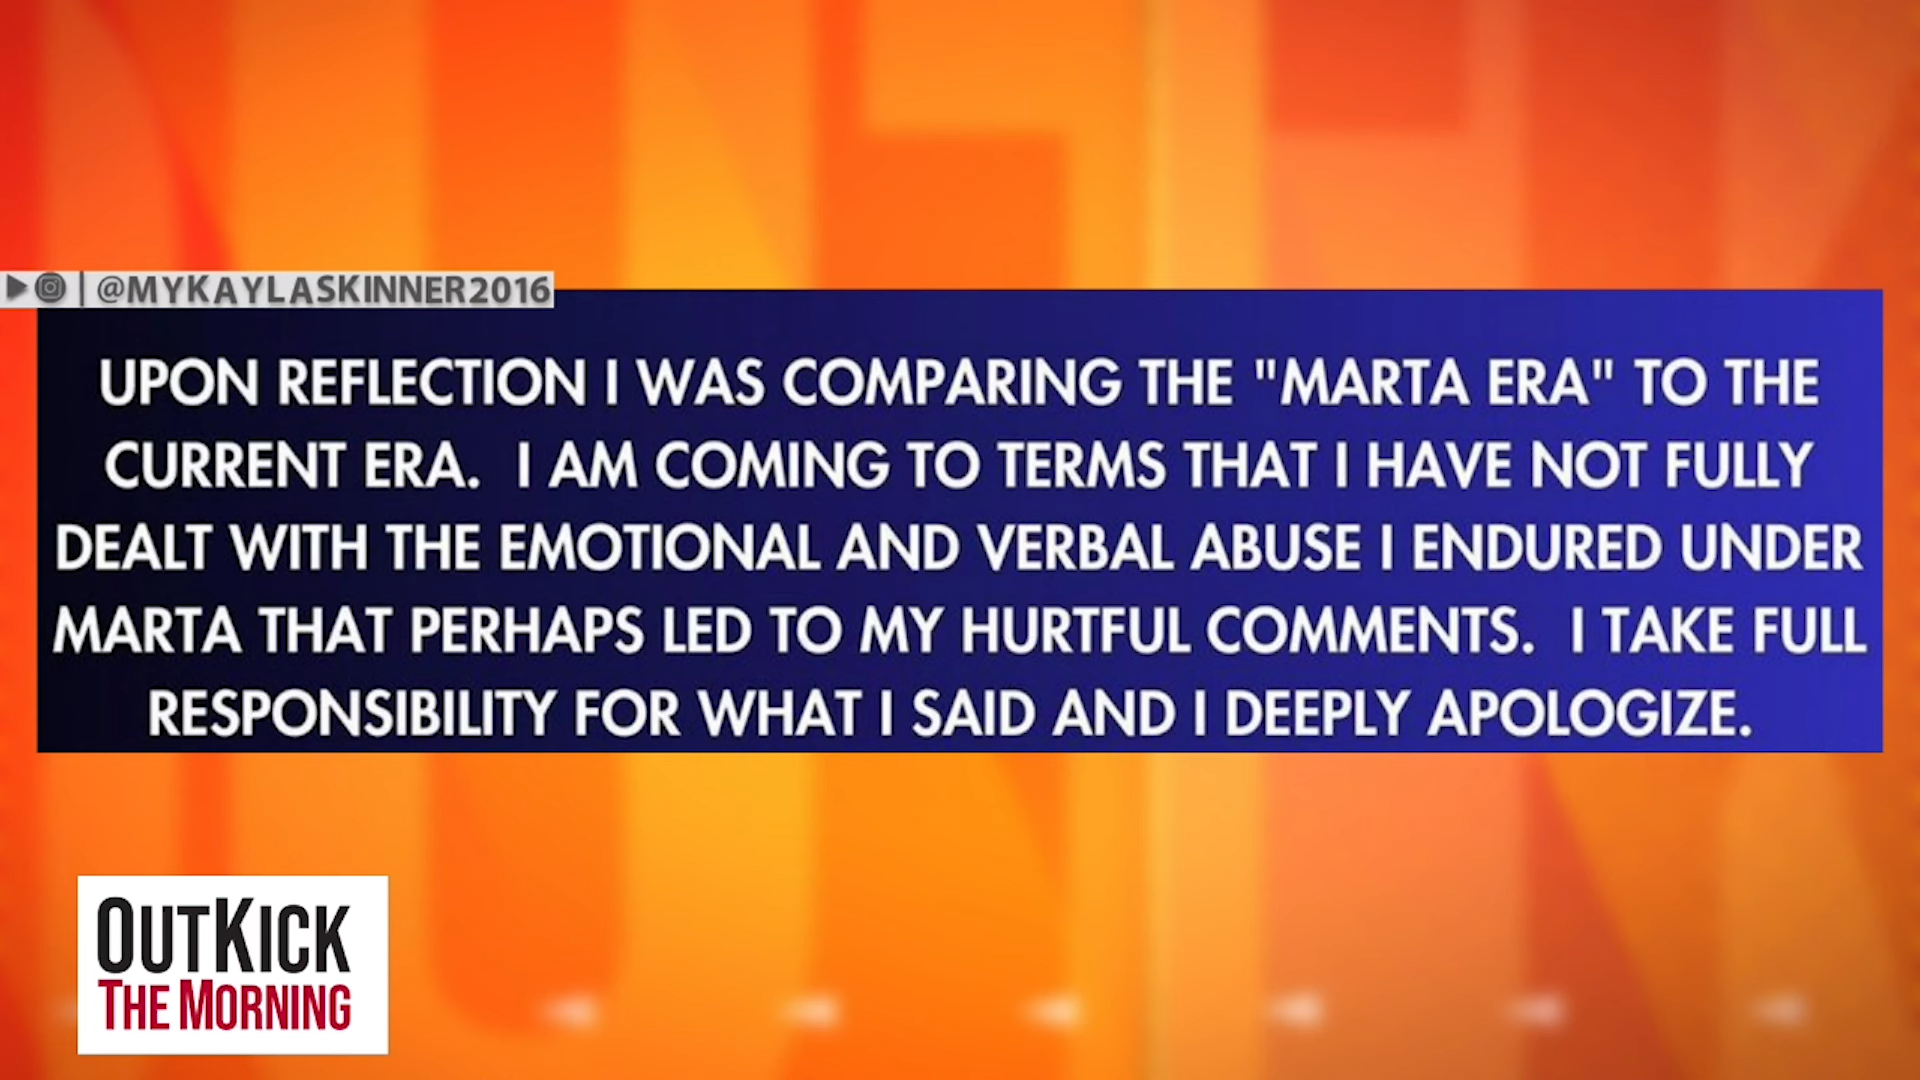 | @MYKAYLASKINNER2016
UPON REFLECTION I WAS COMPARING THE "MARTA ERA" TO THE
CURRENT ERA. I AM COMING TO TERMS THAT I HAVE NOT FULLY
DEALT WITH THE EMOTIONAL AND VERBAL ABUSE I ENDURED UNDER
MARTA THAT PERHAPS LED TO MY HURTFUL COMMENTS. I TAKE FULL
RESPONSIBILITY FOR WHAT I SAID AND I DEEPLY APOLOGIZE.
OUTKICK
THE MORNING